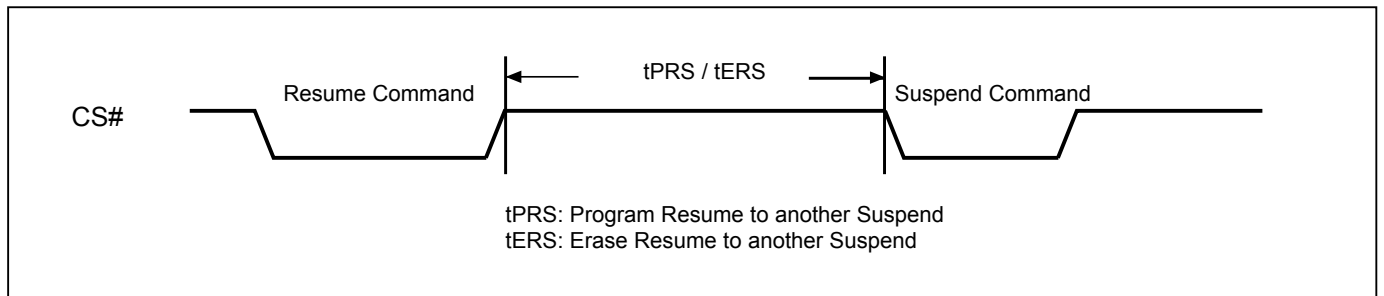 tPRS / tERS
Resume Command
Suspend Command
CS#
tPRS: Program Resume to another Suspend
tERS: Erase Resume to another Suspend